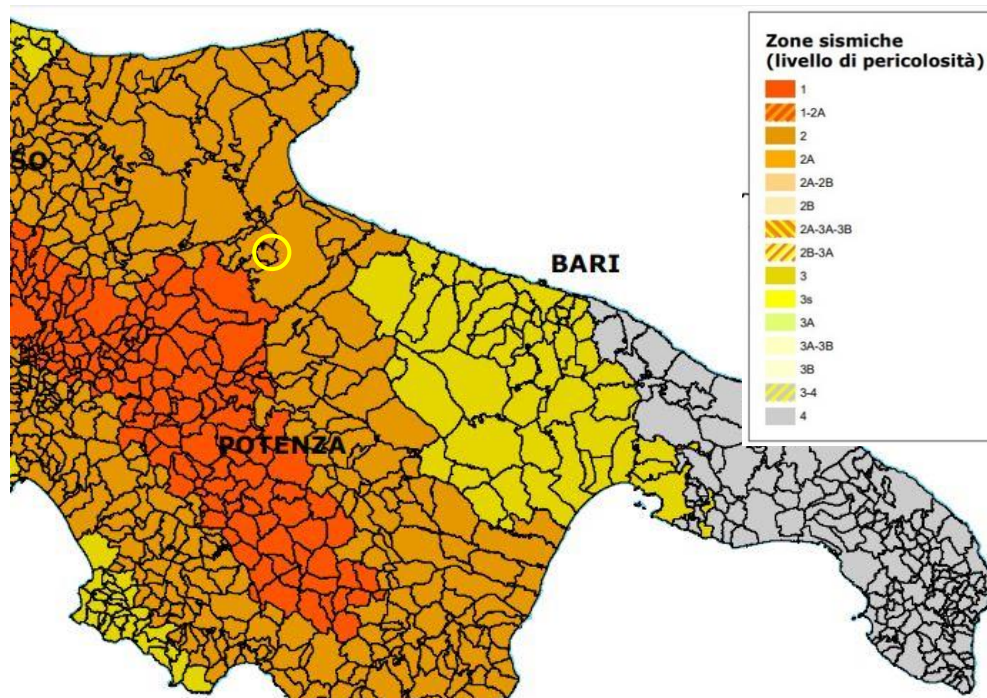 Zone sismiche
(livello di pericolosità)
1
1-2A
2
2A
2A-2B
2B
2A-3A-3B
2B-3A
3
3s
3A
3A-3B
3B
3-4
4
SO
BARI
POTENZA